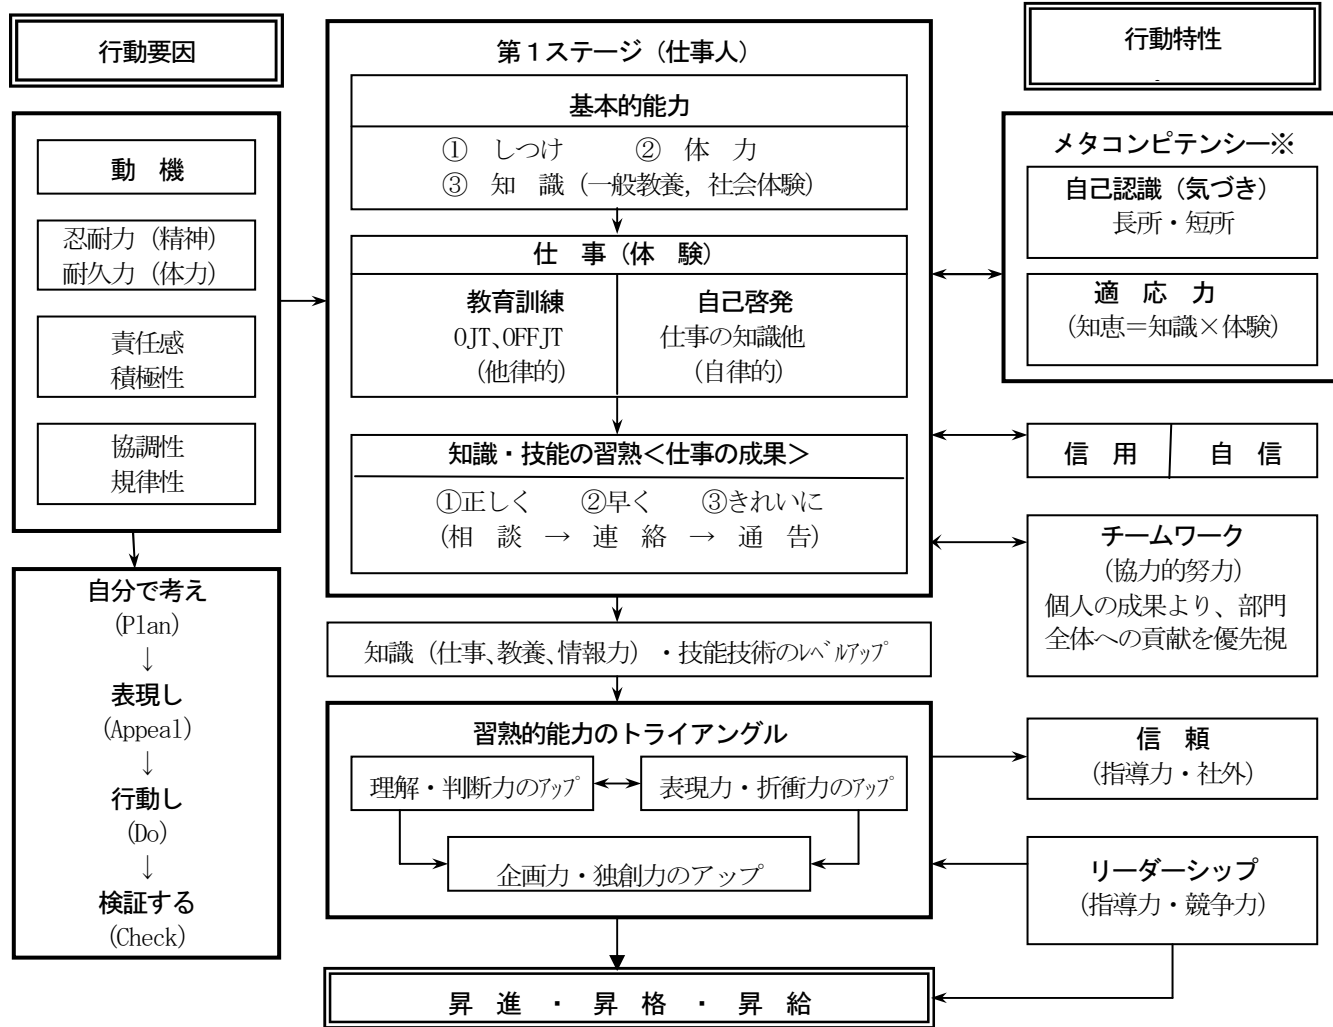 行動要因
動　機
忍耐力（精神）
耐久力（体力）
責任感
積極性
協調性
規律性
自分で考え
(Plan)
↓
表現し
(Appeal)
↓
行動し
(Do)
↓
検証する
(Check)
第１ステージ（仕事人）
基本的能力
①　しつけ　　②　体　力
③　知　識（一般教養，社会体験）
仕　事（体　験）
教育訓練
OJT、OFFJT
(他律的)
自己啓発
仕事の知識他
(自律的)
知識・技能の習熟＜仕事の成果＞
①正しく　②早く　③きれいに
(相　談　→　連　絡　→　通　告)
知識（仕事、教養、情報力）・技能技術のﾚﾍﾞﾙｱｯﾌﾟ
習熟的能力のトライアングル
理解・判断力のｱｯﾌﾟ
表現力・折衝力のｱｯﾌﾟ
企画力・独創力のアップ
昇　進　・　昇　格　・　昇　給
行動特性
メタコンピテンシー※
自己認識（気づき）
長所・短所
適　応　力
(知恵＝知識×体験)
信　用
自　信
チームワーク
(協力的努力)
個人の成果より、部門
全体への貢献を優先視
信　頼
(指導力・社外)
リーダーシップ
(指導力・競争力)